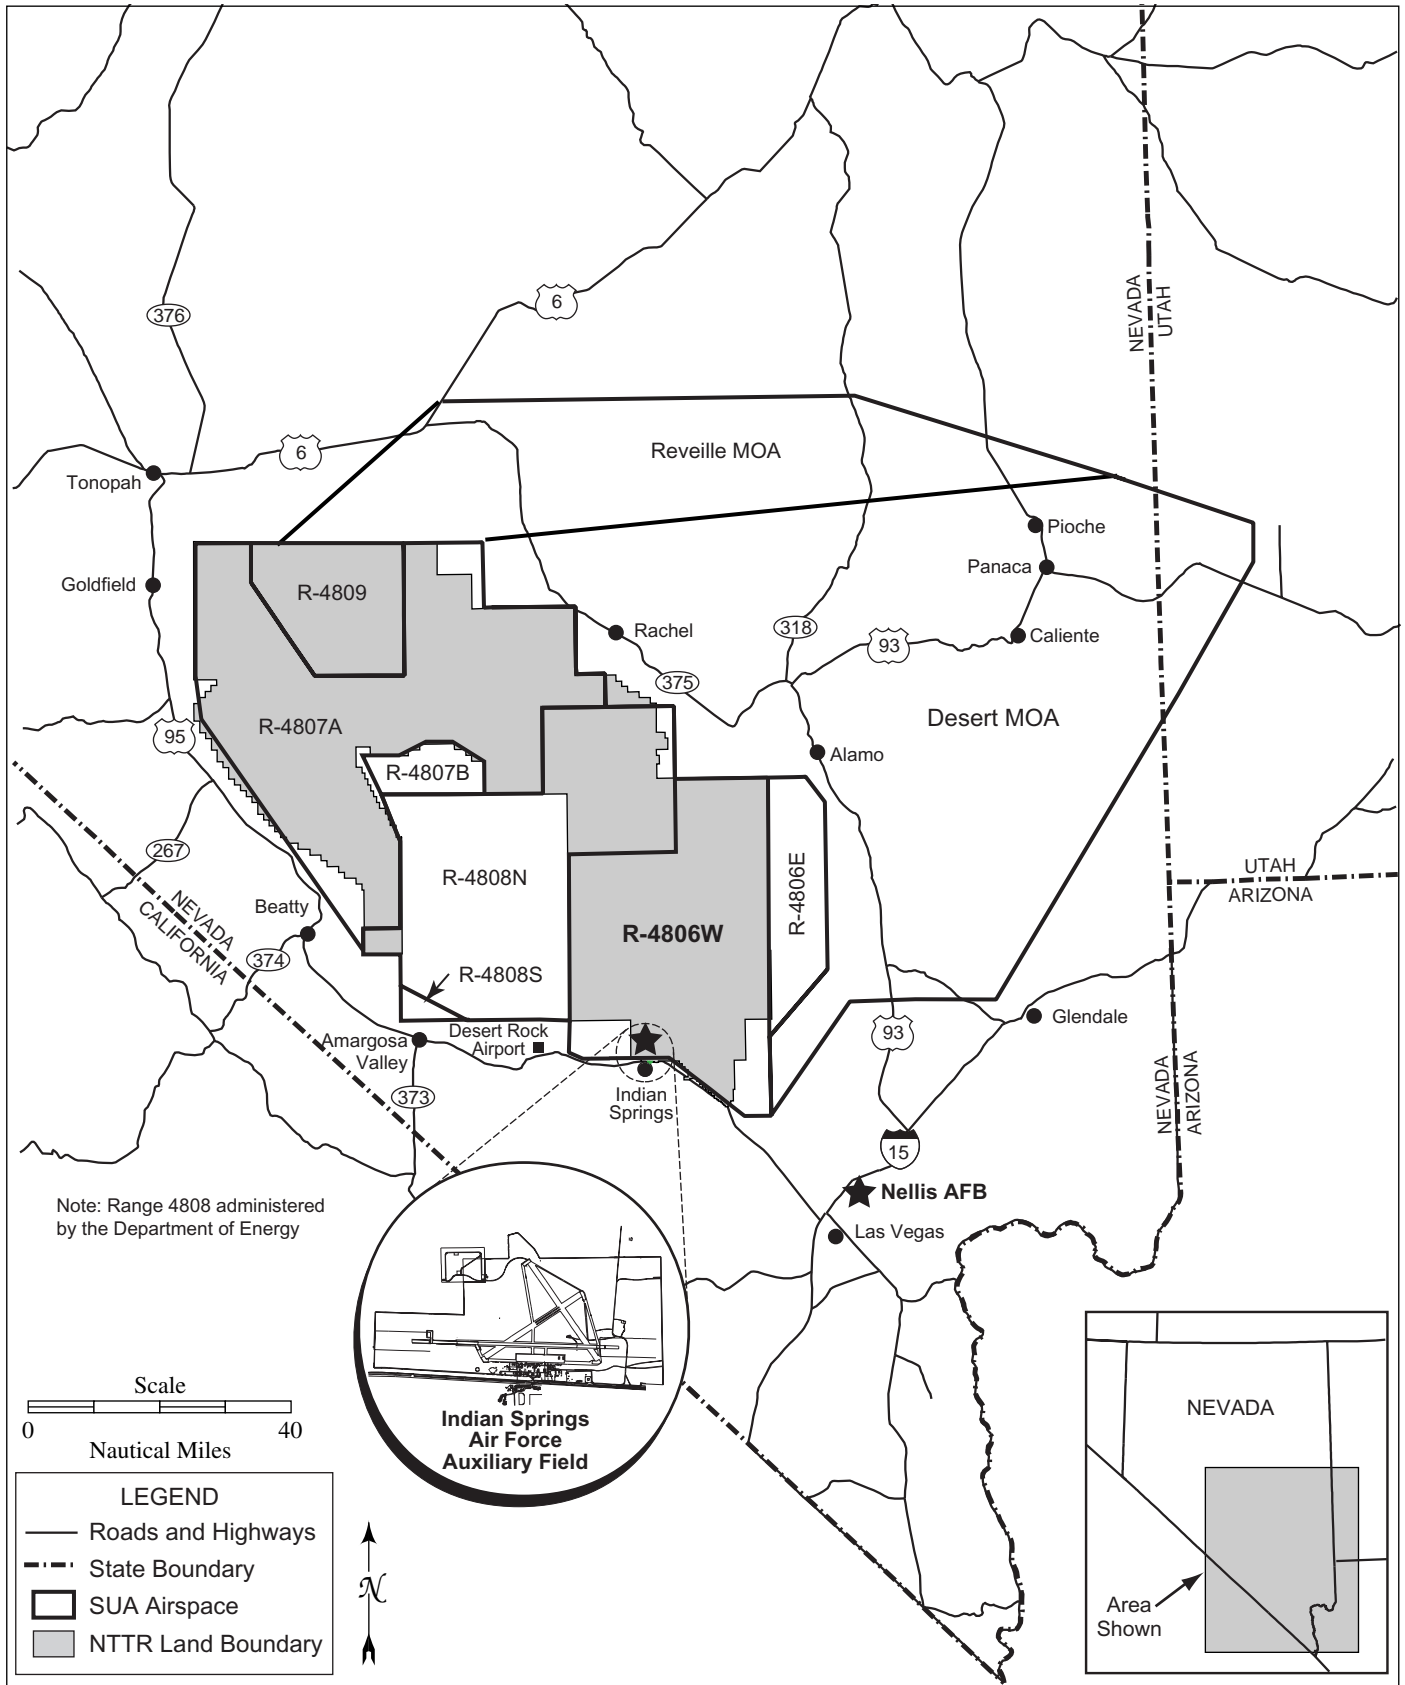 376
6
NEVADA
UTAH
6
Reveille MOA
Tonopah
Pioche
Panaca
Goldfield
R-4809
Rachel
318
93
Caliente
375
R-4807A
Desert MOA
95
Alamo
R-4807B
267
R-4808N
R-4806E
UTAH
ARIZONA
NEVADA
CALIFORNIA
Beatty
R-4806W
374
R-4808S
Glendale
Amargosa
Valley
Desert Rock
Airport
93
373
Indian
Springs
NEVADA
ARIZONA
15
Nellis AFB
Las Vegas
Note: Range 4808 administered
by the Department of Energy
Indian Springs
Air Force
Auxiliary Field
Scale
0
40
Nautical Miles
LEGEND
Roads and Highways
State Boundary
SUA Airspace
NTTR Land Boundary
N
NEVADA
Area
Shown